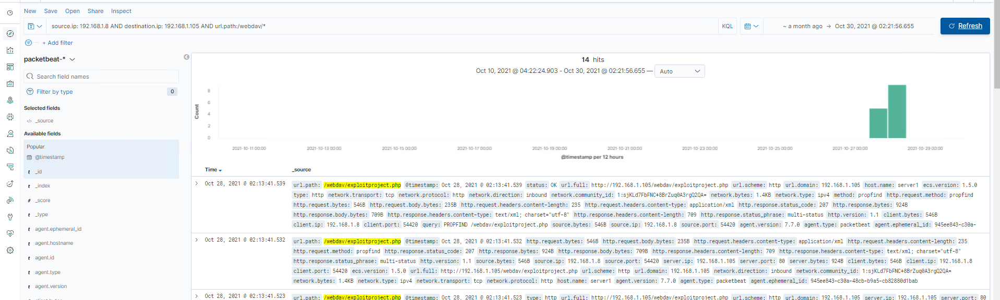 New Save Open Share Inspect
source.ip: 192.168.1.8 AND destination.ip: 192.168.1.105 AND url.path:/webdav/*
KQL
~ a month ago → Oct 30, 2021 @ 02:21:56.655
Refresh
+ Add filter
packetbeat-*
Search field names
Filter by type 0
Selected fields
_source
Available fields
Popular
@timestamp
t _id
t _index
# _score
t _type
t agent.ephemeral_id
t agent.hostname
t agent.id
t agent.type
t agent.version
14 hits
Oct 10, 2021 @ 04:22:24.903 - Oct 30, 2021 @ 02:21:56.655 — Auto
Count
8
6
4
2
0
2021-10-11 00:00 2021-10-13 00:00 2021-10-15 00:00 2021-10-17 00:00 2021-10-19 00:00 2021-10-21 00:00 2021-10-23 00:00 2021-10-25 00:00 2021-10-27 00:00 2021-10-29 00:00
@timestamp per 12 hours
Time _source
Oct 28, 2021 @ 02:13:41.539
url.path: /webdav/exploitproject.php @timestamp: Oct 28, 2021 @ 02:13:41.539 status: OK url.full: http://192.168.1.105/webdav/exploitproject.php url.scheme: http url.domain: 192.168.1.105 host.name: server1 ecs.version: 1.5.0
type: http network.transport: tcp network.protocol: http network.direction: inbound network.community_id: 1:sjKLd7FbFNC+8BrZuq0A3rgQ2QA= network.bytes: 1.4KB network.type: ipv4 method: propfind http.request.method: propfind
http.request.bytes: 546B http.request.body.bytes: 235B http.request.headers.content-length: 235 http.request.headers.content-type: application/xml http.response.status_code: 207 http.response.bytes: 924B
http.response.body.bytes: 709B http.response.headers.content-type: text/xml; charset="utf-8" http.response.headers.content-length: 709 http.response.status_phrase: multi-status http.version: 1.1 client.bytes: 546B
client.ip: 192.168.1.8 client.port: 54420 query: PROPFIND /webdav/exploitproject.php source.bytes: 546B source.ip: 192.168.1.8 source.port: 54420 agent.version: 7.7.0 agent.type: packetbeat agent.ephemeral_id: 945ee843-c30a-
Oct 28, 2021 @ 02:13:41.532
url.path: /webdav/exploitproject.php @timestamp: Oct 28, 2021 @ 02:13:41.532 http.request.bytes: 546B http.request.body.bytes: 235B http.request.headers.content-type: application/xml http.request.headers.content-length: 235
http.request.method: propfind http.response.status_code: 207 http.response.bytes: 924B http.response.body.bytes: 709B http.response.headers.content-length: 709 http.response.headers.content-type: text/xml; charset="utf-8"
http.response.status_phrase: multi-status http.version: 1.1 source.bytes: 546B source.ip: 192.168.1.8 source.port: 54420 server.ip: 192.168.1.105 server.port: 80 server.bytes: 924B client.bytes: 546B client.ip: 192.168.1.8
client.port: 54420 ecs.version: 1.5.0 url.full: http://192.168.1.105/webdav/exploitproject.php url.scheme: http url.domain: 192.168.1.105 network.direction: inbound network.community_id: 1:sjKLd7FbFNC+8BrZuq0A3rgQ2QA=
network.bytes: 1.4KB network.type: ipv4 network.transport: tcp network.protocol: http host.name: server1 agent.version: 7.7.0 agent.type: packetbeat agent.ephemeral_id: 945ee843-c30a-48cb-b9a5-cb82880d1bab
Oct 28, 2021 @ 02:13:41.523
url.path: /webdav/exploitproject.php @timestamp: Oct 28, 2021 @ 02:13:41.523 type: http url.full: http://192.168.1.105/webdav/exploitproject.php url.scheme: http url.domain: 192.168.1.105 server.ip: 192.168.1.105 server.port: 80